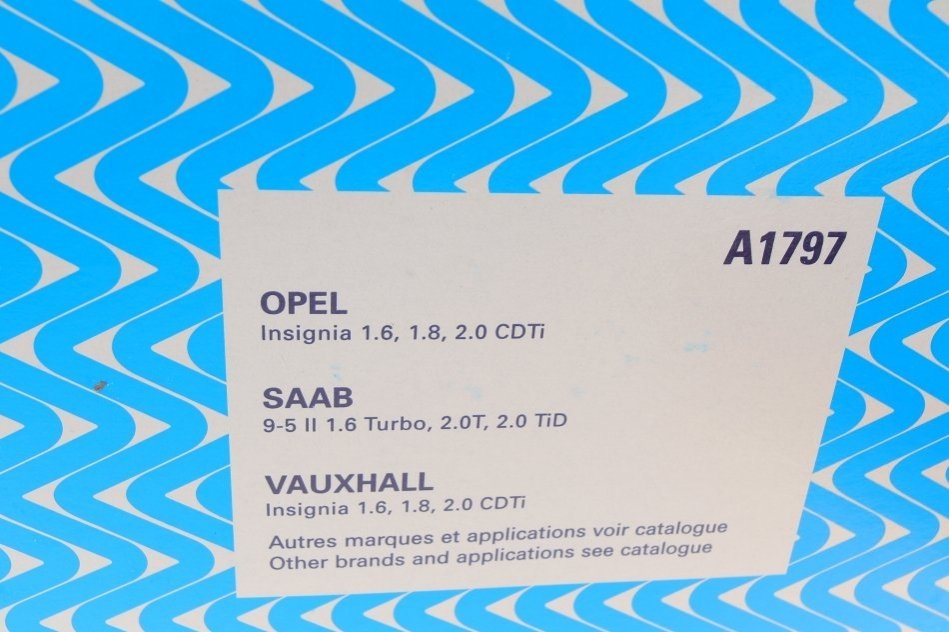 A1797
OPEL
Insignia 1.6, 1.8, 2.0 CDTi
SAAB
9-5 II 1.6 Turbo, 2.0T, 2.0 TiD
VAUXHALL
Insignia 1.6, 1.8, 2.0 CDTi
Autres marques et applications voir catalogue
Other brands and applications see catalogue